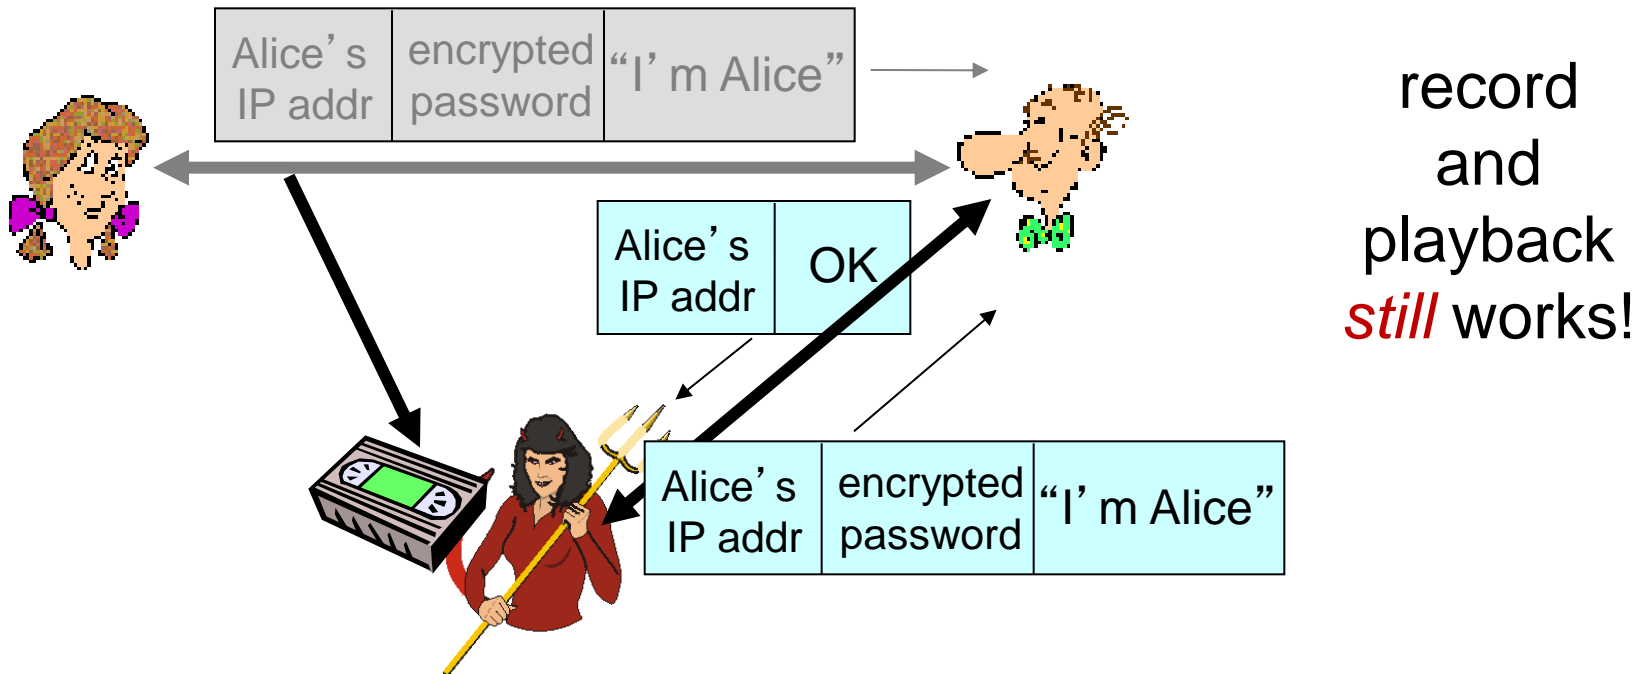 Alice’s
IP addr
encrypted
password
“I’m Alice”
record
and
playback
still works!
Alice’s
IP addr
OK
Alice’s
IP addr
encrypted
password
“I’m Alice”